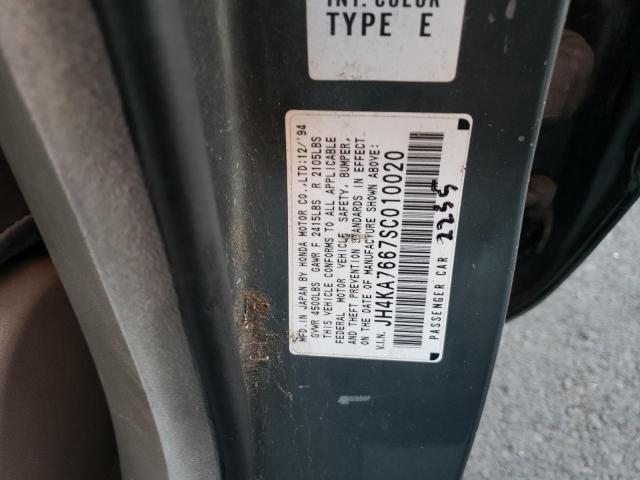 INT. COLOR
TYPE E
MFD. IN JAPAN BY HONDA MOTOR CO., LTD:12/'94
GVWR 4500LBS GAWR F 2415LBS R 2105LBS
THIS VEHICLE CONFORMS TO ALL APPLICABLE
FEDERAL MOTOR VEHICLE SAFETY, BUMPER,
AND THEFT PREVENTION STANDARDS IN EFFECT
ON THE DATE OF MANUFACTURE SHOWN ABOVE:
V.I.N. JH4KA7667SC010020
PASSENGER CAR 2235